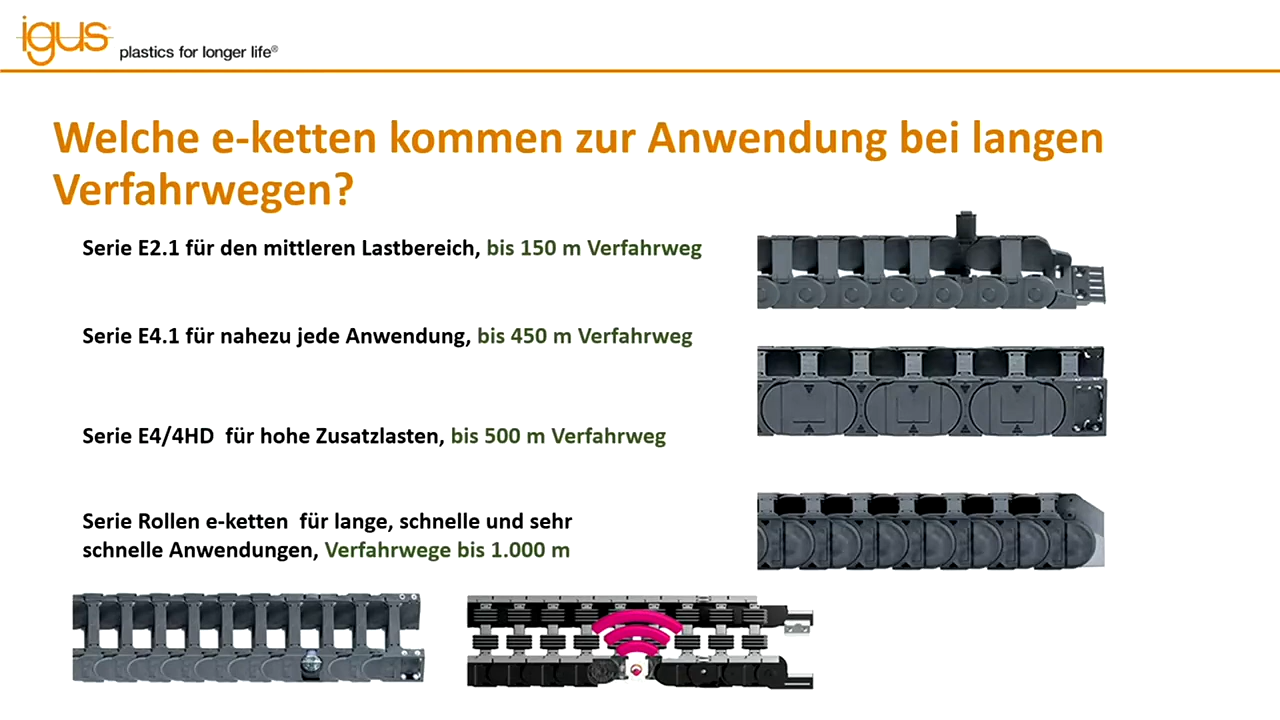 igus
plastics for longer life®
Welche e-ketten kommen zur Anwendung bei langen
Verfahrwegen?
Serie E2.1 für den mittleren Lastbereich, bis 150 m Verfahrweg
Serie E4.1 für nahezu jede Anwendung, bis 450 m Verfahrweg
Serie E4/4HD  für hohe Zusatzlasten, bis 500 m Verfahrweg
Serie Rollen e-ketten  für lange, schnelle und sehr
schnelle Anwendungen, Verfahrwege bis 1.000 m